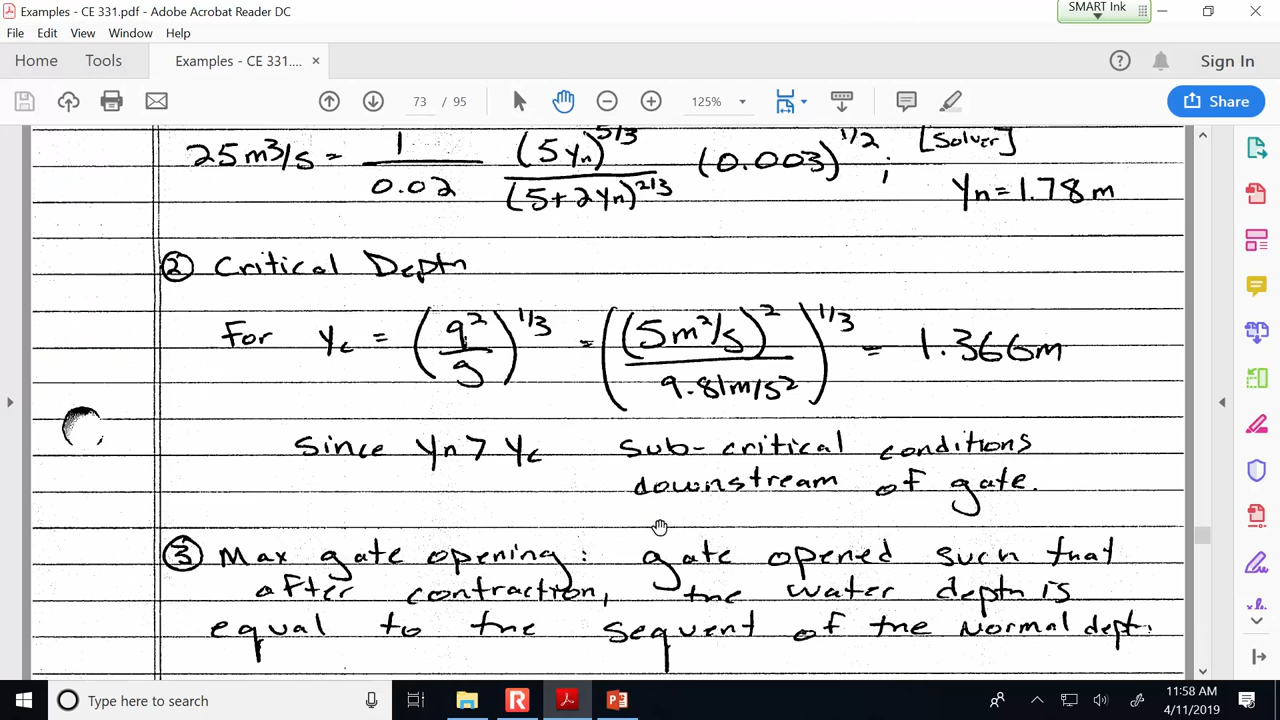 Examples - CE 331.pdf - Adobe Acrobat Reader DC
SMART Ink
File Edit View Window Help
Home Tools Examples - CE 331.... × Sign In
73 / 95 125% Share
25m³/s = 1/0.02 (5yn)^5/3 / (5+2yn)^2/3 (0.003)^1/2 ; [Solver]
yn = 1.78m
② Critical Depth
For yc = (q²/g)^1/3 = ((5m²/s)²/9.81m/s²)^1/3 = 1.366m
Since yn > yc sub-critical conditions
downstream of gate.
③ Max gate opening: gate opened such that
after contraction, the water depth is
equal to the sequent of the normal depth.
Type here to search
11:58 AM
4/11/2019